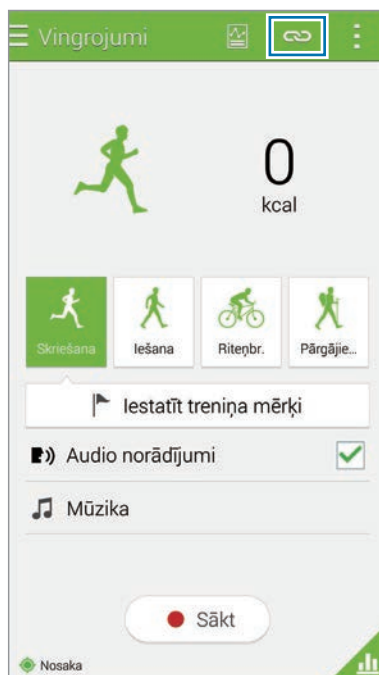 Vingrojumi
0
kcal
Skriešana Iešana Riteņbr. Pārgājie...
Iestatīt treniņa mērķi
Audio norādījumi
Mūzika
Sākt
Nosaka